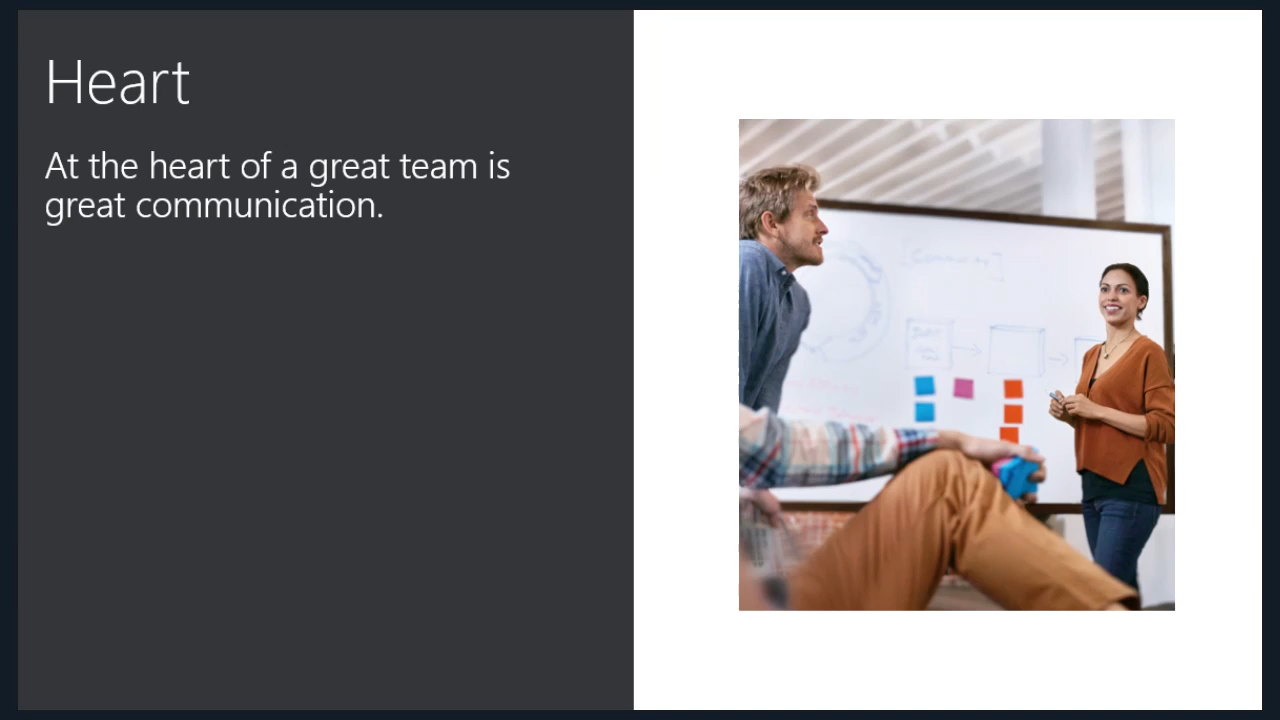 Heart
At the heart of a great team is
great communication.